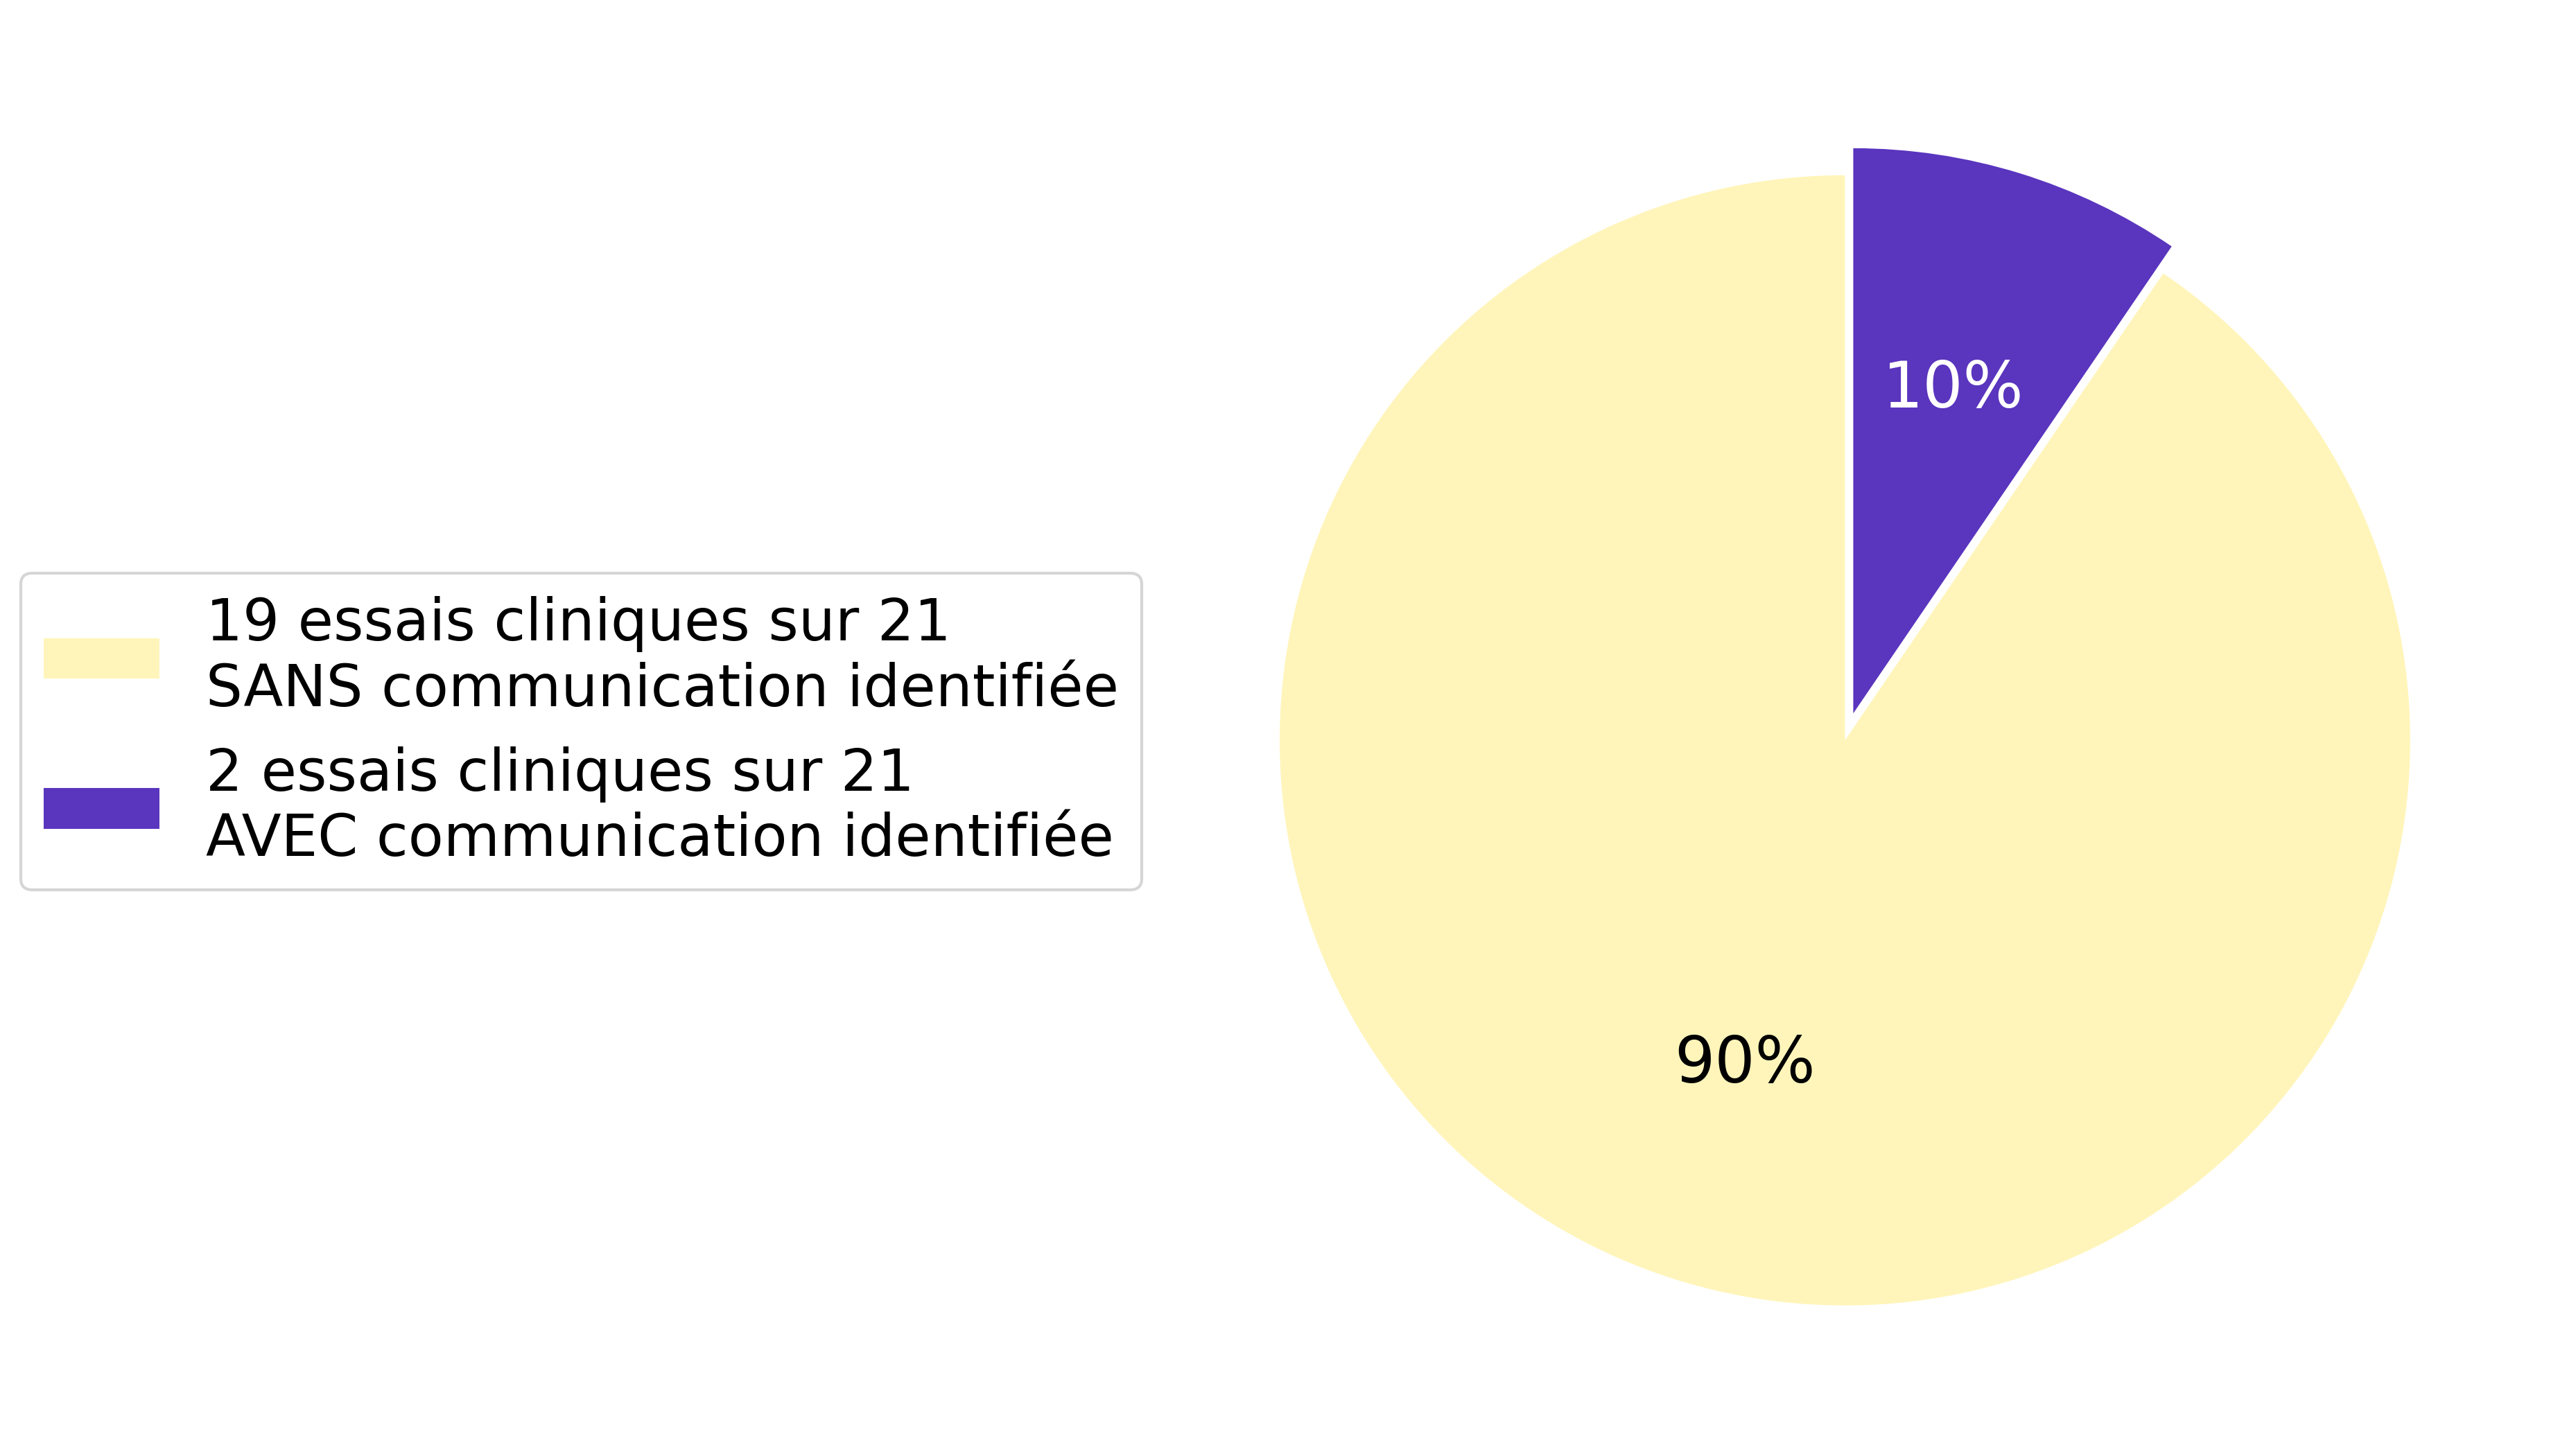 19 essais cliniques sur 21
SANS communication identifiée
2 essais cliniques sur 21
AVEC communication identifiée
10%
90%